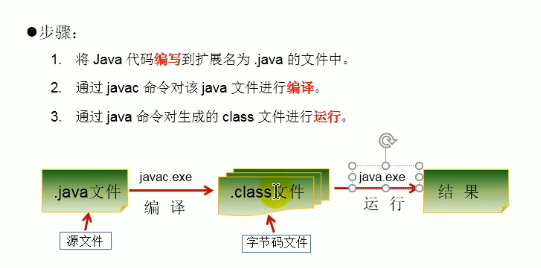 ●步骤：
1. 将 Java 代码编写到扩展名为 .java 的文件中。
2. 通过 javac 命令对该 java 文件进行编译。
3. 通过 java 命令对生成的 class 文件进行运行。
.java文件
javac.exe
编 译
.class文件
java.exe
运 行
结 果
源文件
字节码文件